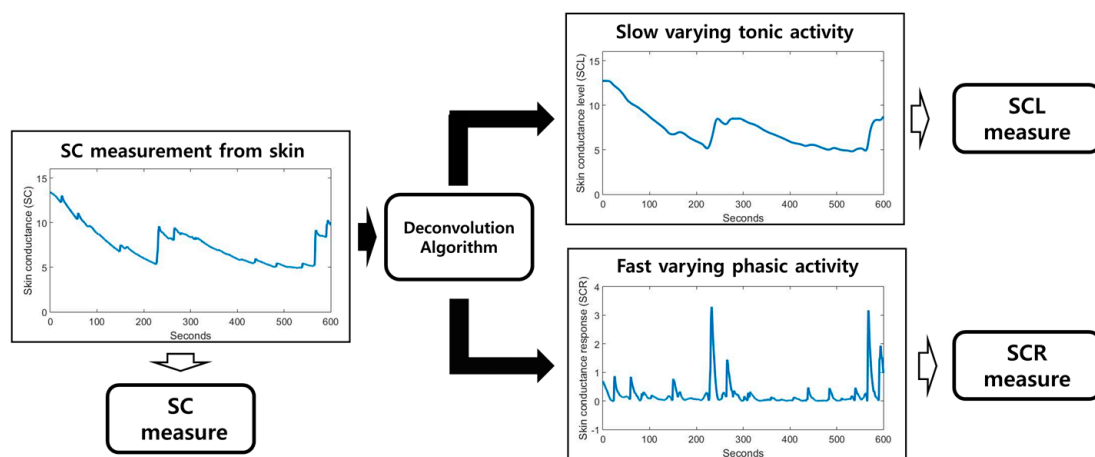 SC measurement from skin
Skin conductance (SC)
15
10
5
0
0 100 200 300 400 500 600
Seconds
SC
measure
Deconvolution
Algorithm
Slow varying tonic activity
Skin conductance level (SCL)
15
10
5
0
0 100 200 300 400 500 600
Seconds
SCL
measure
Fast varying phasic activity
Skin conductance response (SCR)
4
3
2
1
0
-1
0 100 200 300 400 500 600
Seconds
SCR
measure